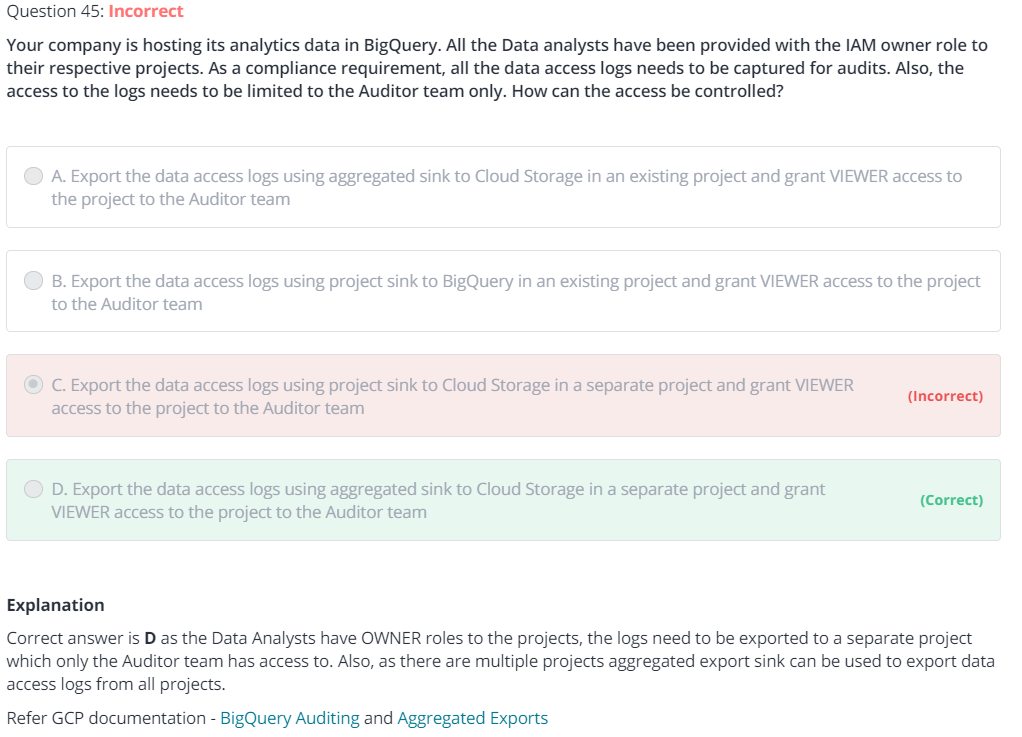 Question 45: Incorrect
Your company is hosting its analytics data in BigQuery. All the Data analysts have been provided with the IAM owner role to
their respective projects. As a compliance requirement, all the data access logs needs to be captured for audits. Also, the
access to the logs needs to be limited to the Auditor team only. How can the access be controlled?
A. Export the data access logs using aggregated sink to Cloud Storage in an existing project and grant VIEWER access to
the project to the Auditor team
B. Export the data access logs using project sink to BigQuery in an existing project and grant VIEWER access to the project
to the Auditor team
C. Export the data access logs using project sink to Cloud Storage in a separate project and grant VIEWER
access to the project to the Auditor team
(Incorrect)
D. Export the data access logs using aggregated sink to Cloud Storage in a separate project and grant
VIEWER access to the project to the Auditor team
(Correct)
Explanation
Correct answer is D as the Data Analysts have OWNER roles to the projects, the logs need to be exported to a separate project
which only the Auditor team has access to. Also, as there are multiple projects aggregated export sink can be used to export data
access logs from all projects.
Refer GCP documentation - BigQuery Auditing and Aggregated Exports